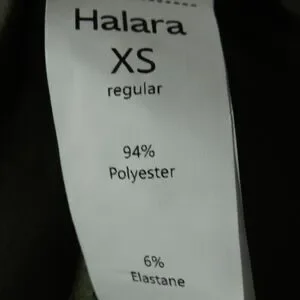 Halara
XS
regular
94%
Polyester
6%
Elastane